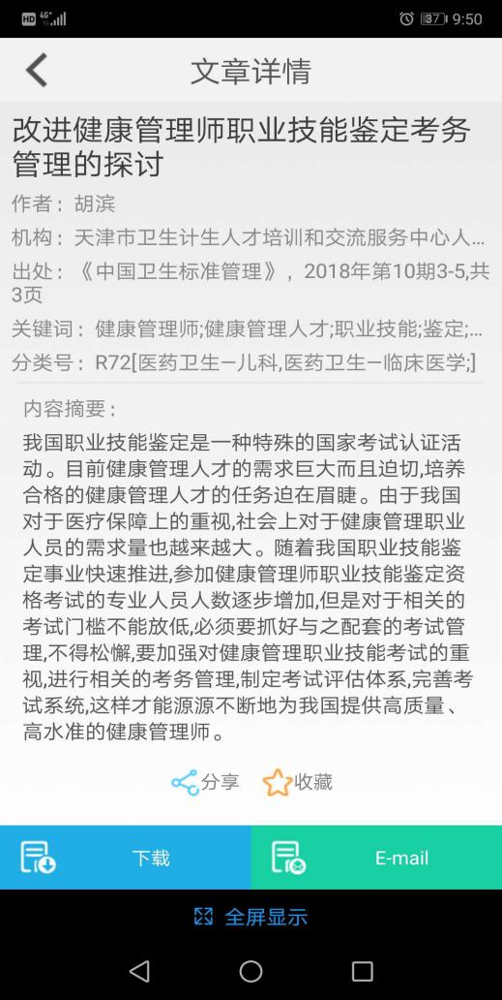 HD 4G+ 37 9:50
文章详情
改进健康管理师职业技能鉴定考务
管理的探讨
作者：胡滨
机构：天津市卫生计生人才培训和交流服务中心人...
出处：《中国卫生标准管理》，2018年第10期3-5,共
3页
关键词：健康管理师;健康管理人才;职业技能;鉴定;...
分类号：R72[医药卫生—儿科,医药卫生—临床医学;]
内容摘要：
我国职业技能鉴定是一种特殊的国家考试认证活
动。目前健康管理人才的需求巨大而且迫切,培养
合格的健康管理人才的任务迫在眉睫。由于我国
对于医疗保障上的重视,社会上对于健康管理职业
人员的需求量也越来越大。随着我国职业技能鉴
定事业快速推进,参加健康管理师职业技能鉴定资
格考试的专业人员人数逐步增加,但是对于相关的
考试门槛不能放低,必须要抓好与之配套的考试管
理,不得松懈,要加强对健康管理职业技能考试的重
视,进行相关的考务管理,制定考试评估体系,完善考
试系统,这样才能源源不断地为我国提供高质量、
高水准的健康管理师。
分享 收藏
下载 E-mail
全屏显示